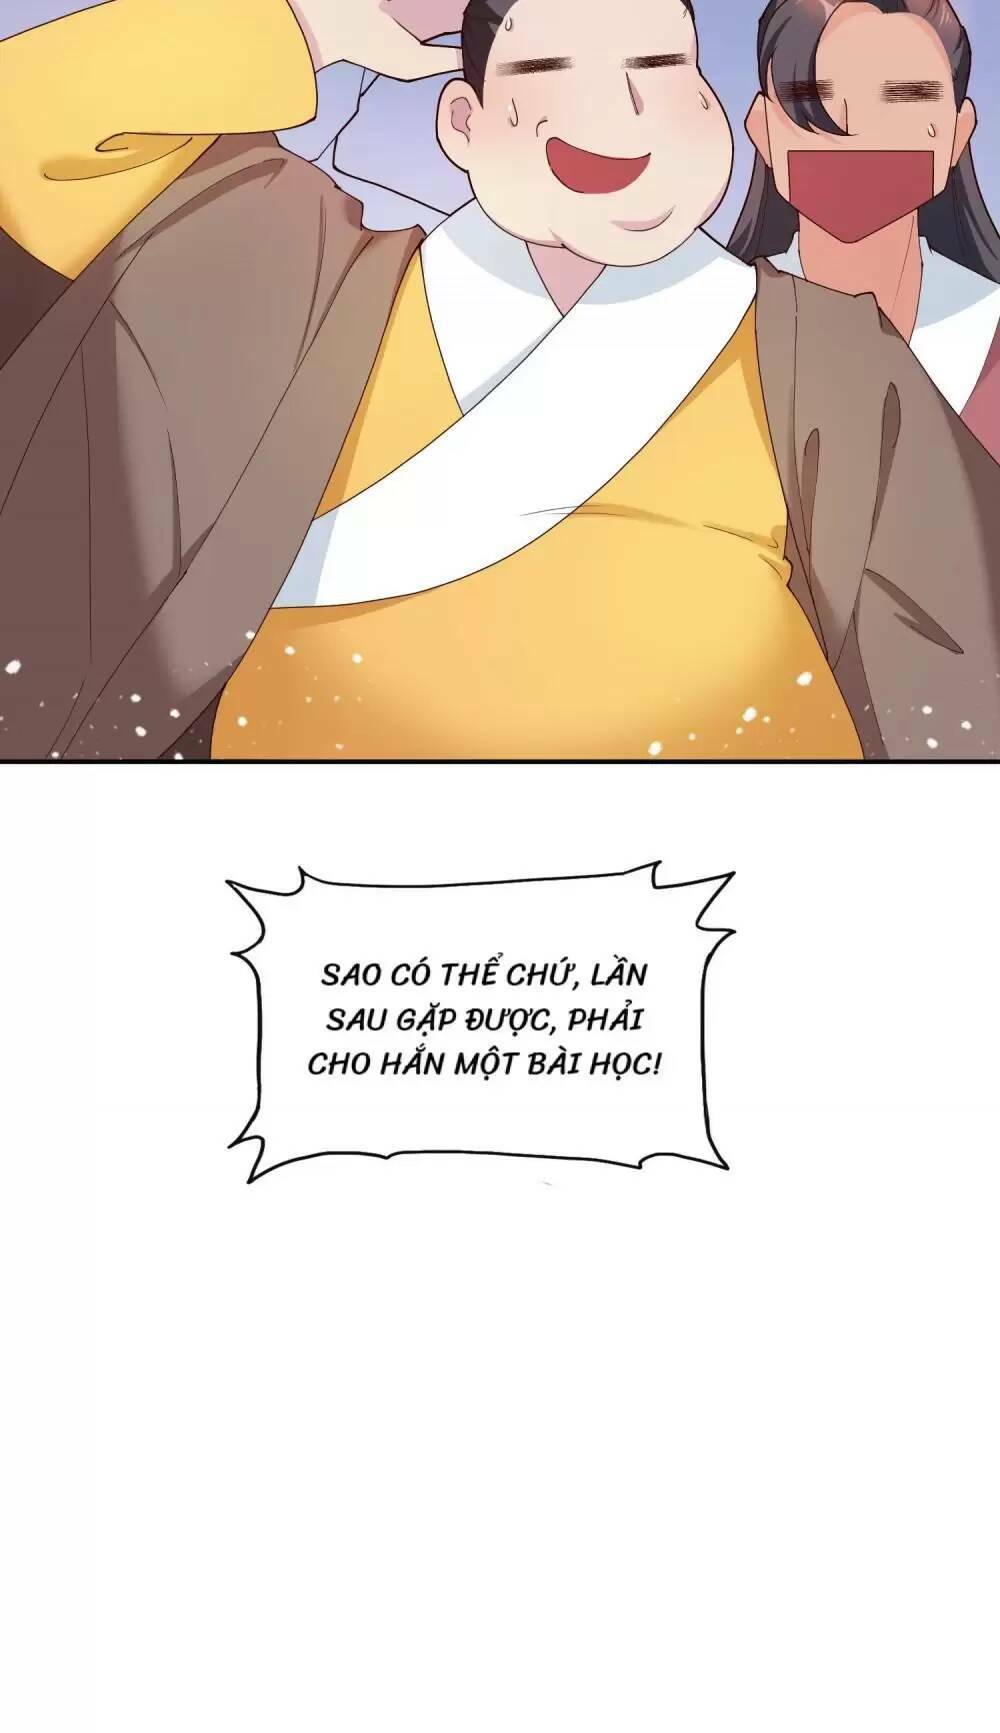 SAO CÓ THỂ CHỨ, LẦN
SAU GẶP ĐƯỢC, PHẢI
CHO HẮN MỘT BÀI HỌC!